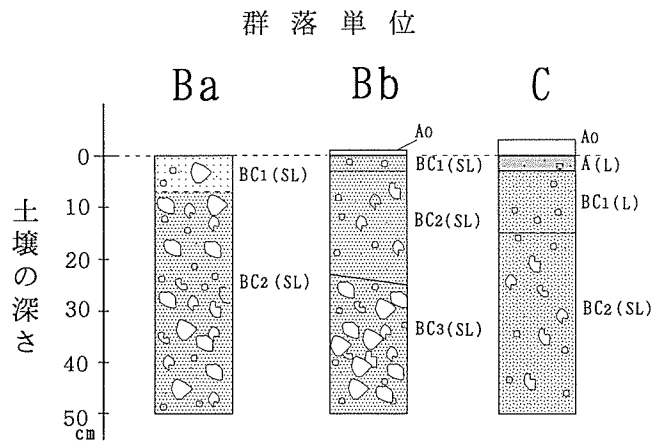 群落単位
Ba Bb C
土壌の深さ
0
10
20
30
40
50
cm
BC1(SL)
BC2(SL)
A0
BC1(SL)
BC2(SL)
BC3(SL)
A0
A(L)
BC1(L)
BC2(SL)